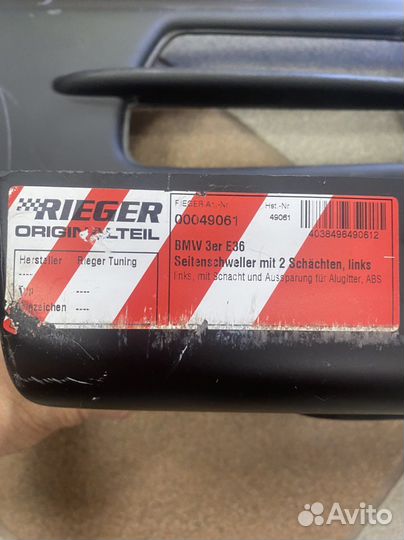 RIEGER
ORIGINALTEIL
Hersteller Rieger Tuning
----
Typ ----
----
zeichen ----
RIEGER-Art.-Nr. Hst.-Nr
00049061 49061
4038496490612
BMW 3er E36
Seitenschweller mit 2 Schächten, links
links, mit Schacht und Aussparung für Alugitter, ABS
Avito